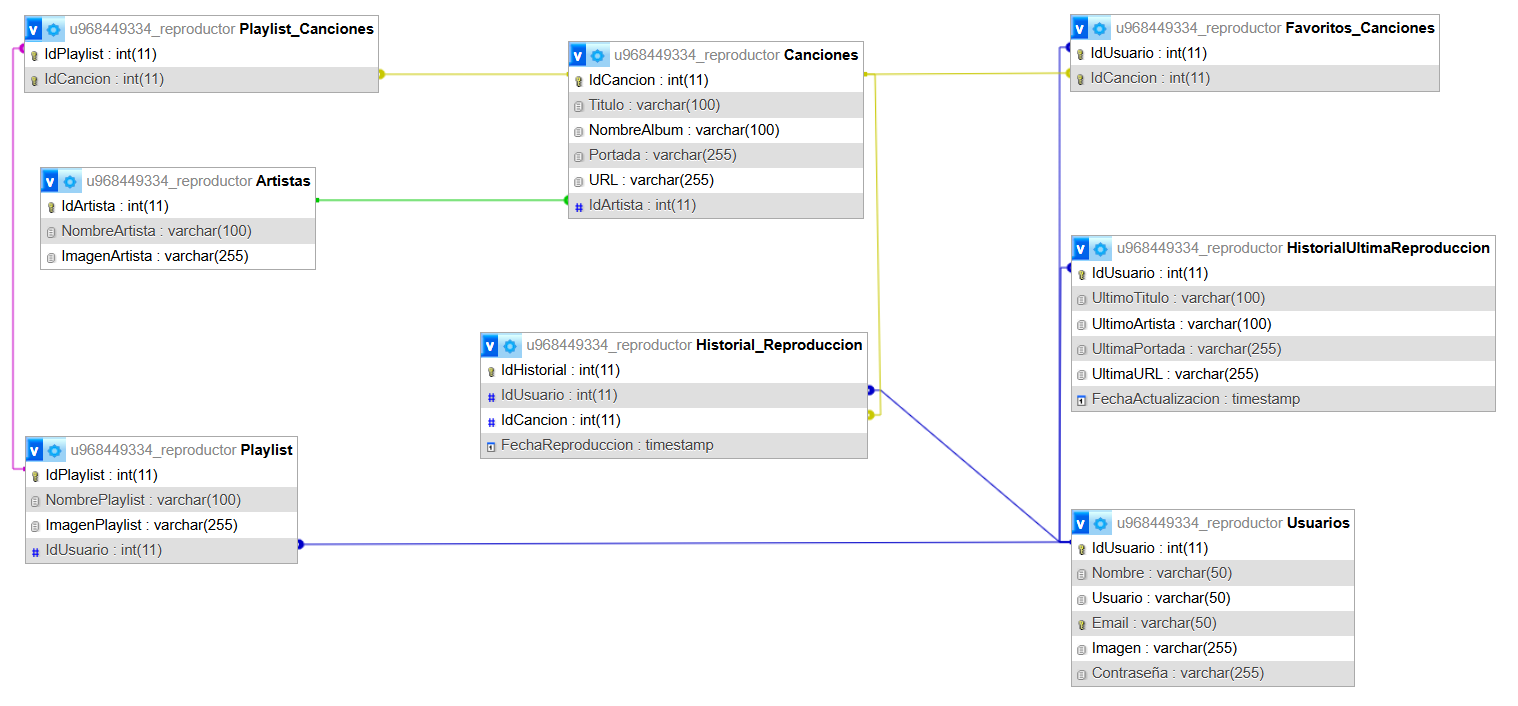 u968449334_reproductor Playlist_Canciones
IdPlaylist : int(11)
IdCancion : int(11)
u968449334_reproductor Canciones
IdCancion : int(11)
Titulo : varchar(100)
NombreAlbum : varchar(100)
Portada : varchar(255)
URL : varchar(255)
IdArtista : int(11)
u968449334_reproductor Favoritos_Canciones
IdUsuario : int(11)
IdCancion : int(11)
u968449334_reproductor Artistas
IdArtista : int(11)
NombreArtista : varchar(100)
ImagenArtista : varchar(255)
u968449334_reproductor HistorialUltimaReproduccion
IdUsuario : int(11)
UltimoTitulo : varchar(100)
UltimoArtista : varchar(100)
UltimaPortada : varchar(255)
UltimaURL : varchar(255)
FechaActualizacion : timestamp
u968449334_reproductor Historial_Reproduccion
IdHistorial : int(11)
IdUsuario : int(11)
IdCancion : int(11)
FechaReproduccion : timestamp
u968449334_reproductor Playlist
IdPlaylist : int(11)
NombrePlaylist : varchar(100)
ImagenPlaylist : varchar(255)
IdUsuario : int(11)
u968449334_reproductor Usuarios
IdUsuario : int(11)
Nombre : varchar(50)
Usuario : varchar(50)
Email : varchar(50)
Imagen : varchar(255)
Contraseña : varchar(255)